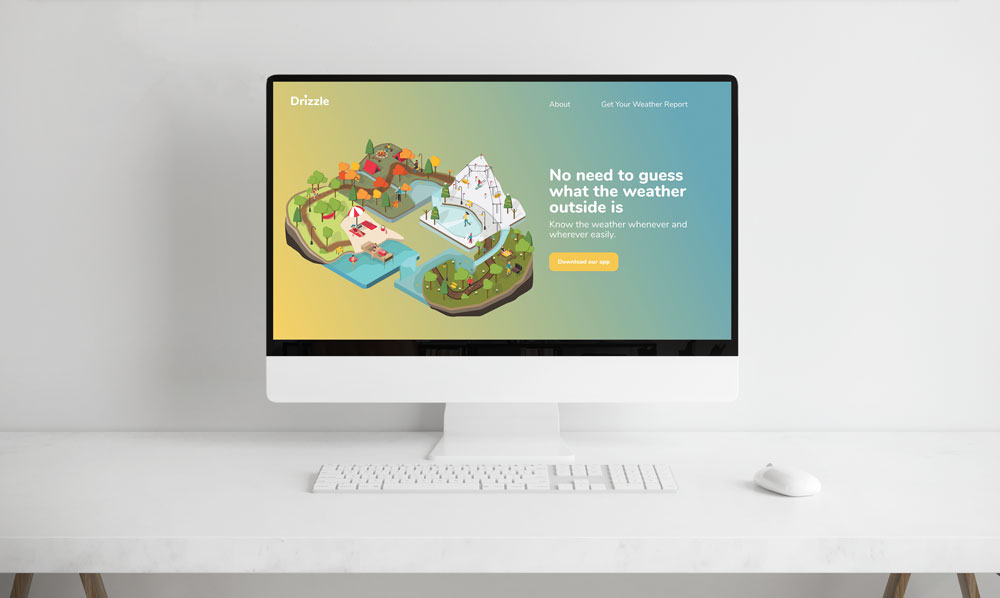 Drizzle
About
Get Your Weather Report
No need to guess
what the weather
outside is
Know the weather whenever and
wherever easily.
Download our app